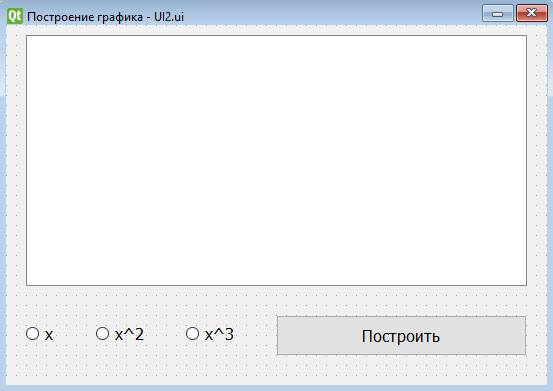 Qt Построение графика - UI2.ui
x x^2 x^3 Построить